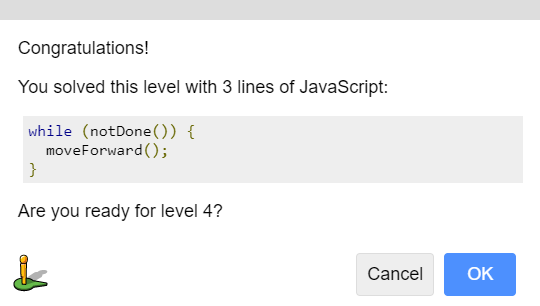 Congratulations!
You solved this level with 3 lines of JavaScript:
while (notDone()) {
  moveForward();
}
Are you ready for level 4?
Cancel
OK